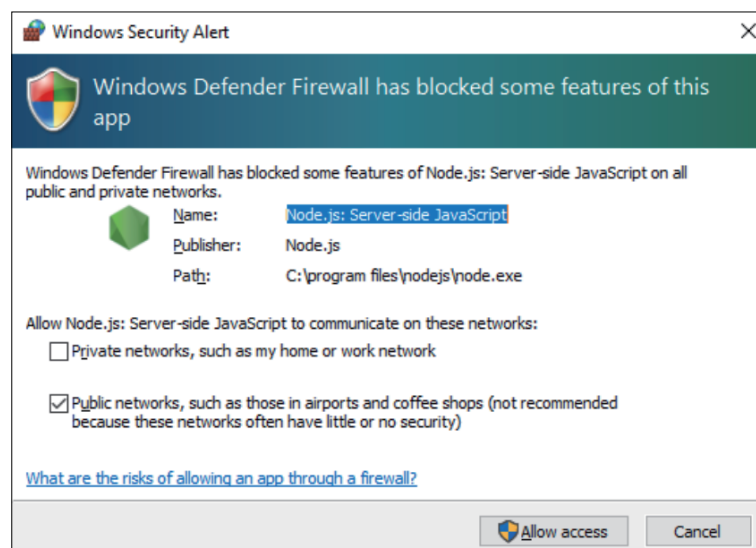 Windows Security Alert
Windows Defender Firewall has blocked some features of this
app
Windows Defender Firewall has blocked some features of Node.js: Server-side JavaScript on all
public and private networks.
Name: Node.js: Server-side JavaScript
Publisher: Node.js
Path: C:\program files\nodejs\node.exe
Allow Node.js: Server-side JavaScript to communicate on these networks:
Private networks, such as my home or work network
Public networks, such as those in airports and coffee shops (not recommended
because these networks often have little or no security)
What are the risks of allowing an app through a firewall?
Allow access Cancel